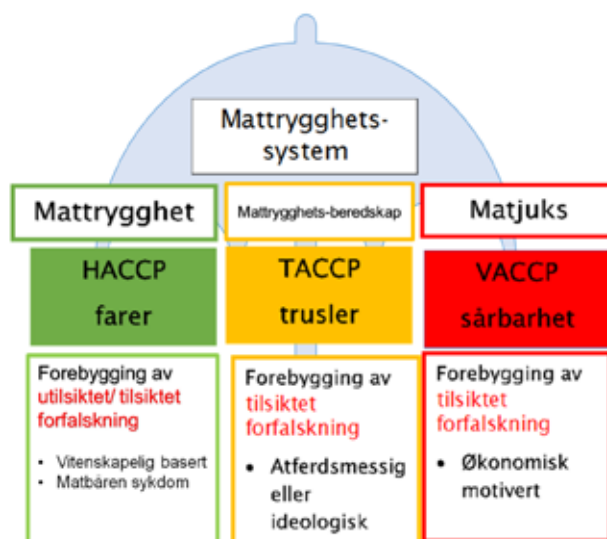 Mattrygghets-
system
Mattrygghet
Mattrygghets-beredskap
Matjuks
HACCP
farer
TACCP
trusler
VACCP
sårbarhet
Forebygging av
utilsiktet/ tilsiktet
forfalskning
• Vitenskapelig basert
• Matbåren sykdom
Forebygging av
tilsiktet
forfalskning
• Atferdsmessig
eller
ideologisk
Forebygging av
tilsiktet
forfalskning
• Økonomisk
motivert